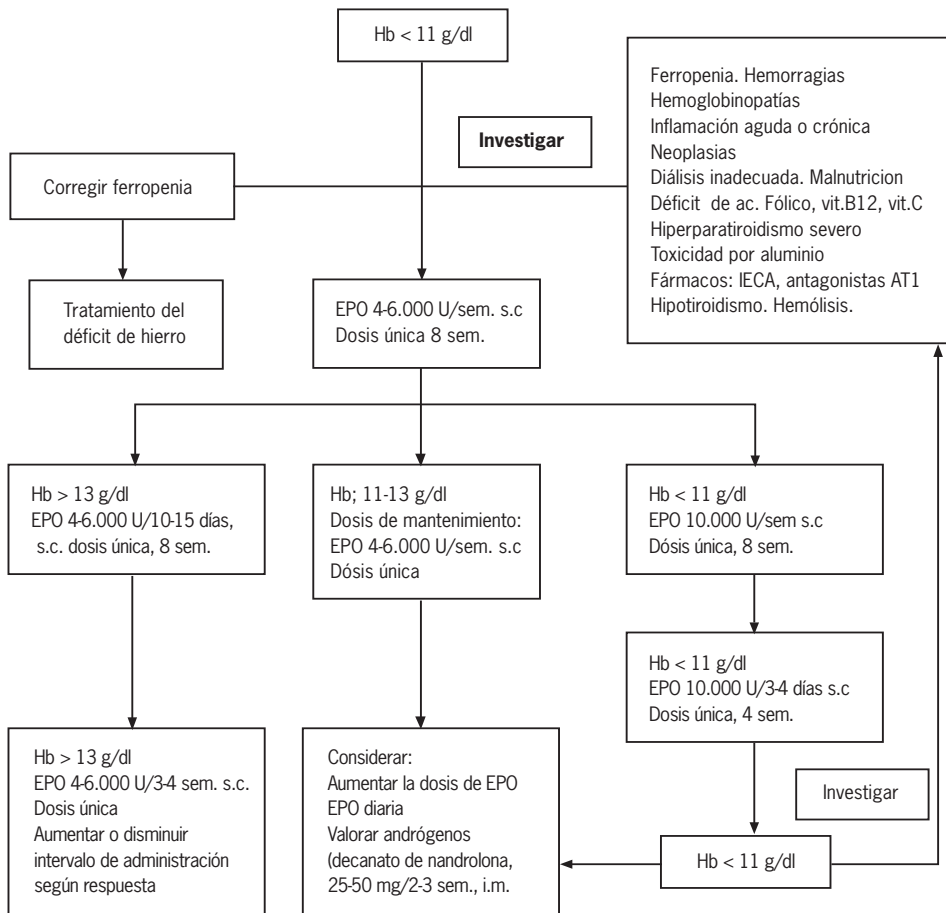 Hb < 11 g/dl
Ferropenia. Hemorragias
Hemoglobinopatías
Inflamación aguda o crónica
Neoplasias
Diálisis inadecuada. Malnutricion
Déficit de ac. Fólico, vit.B12, vit.C
Hiperparatiroidismo severo
Toxicidad por aluminio
Fármacos: IECA, antagonistas AT1
Hipotiroidismo. Hemólisis.
Investigar
Corregir ferropenia
Tratamiento del
déficit de hierro
EPO 4-6.000 U/sem. s.c
Dosis única 8 sem.
Hb > 13 g/dl
EPO 4-6.000 U/10-15 días,
s.c. dosis única, 8 sem.
Hb; 11-13 g/dl
Dosis de mantenimiento:
EPO 4-6.000 U/sem. s.c
Dósis única
Hb < 11 g/dl
EPO 10.000 U/sem s.c
Dósis única, 8 sem.
Hb < 11 g/dl
EPO 10.000 U/3-4 días s.c
Dosis única, 4 sem.
Hb > 13 g/dl
EPO 4-6.000 U/3-4 sem. s.c.
Dosis única
Aumentar o disminuir
intervalo de administración
según respuesta
Considerar:
Aumentar la dosis de EPO
EPO diaria
Valorar andrógenos
(decanato de nandrolona,
25-50 mg/2-3 sem., i.m.
Investigar
Hb < 11 g/dl